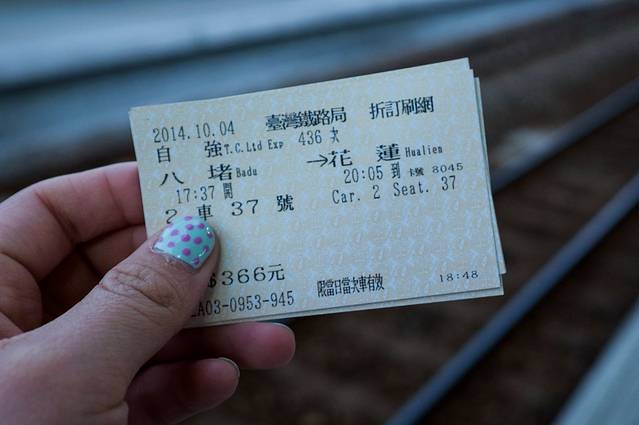 2014.10.04 臺灣鐵路局 折訂刷網
自 強 T.C.Ltd Exp 436 次
八 堵 Badu → 花 蓮 Hualien
17:37 開 20:05 到 卡號 8045
2 車 37 號 Car. 2 Seat. 37
$366元
限當日當次車有效 18:48
A03-0953-945